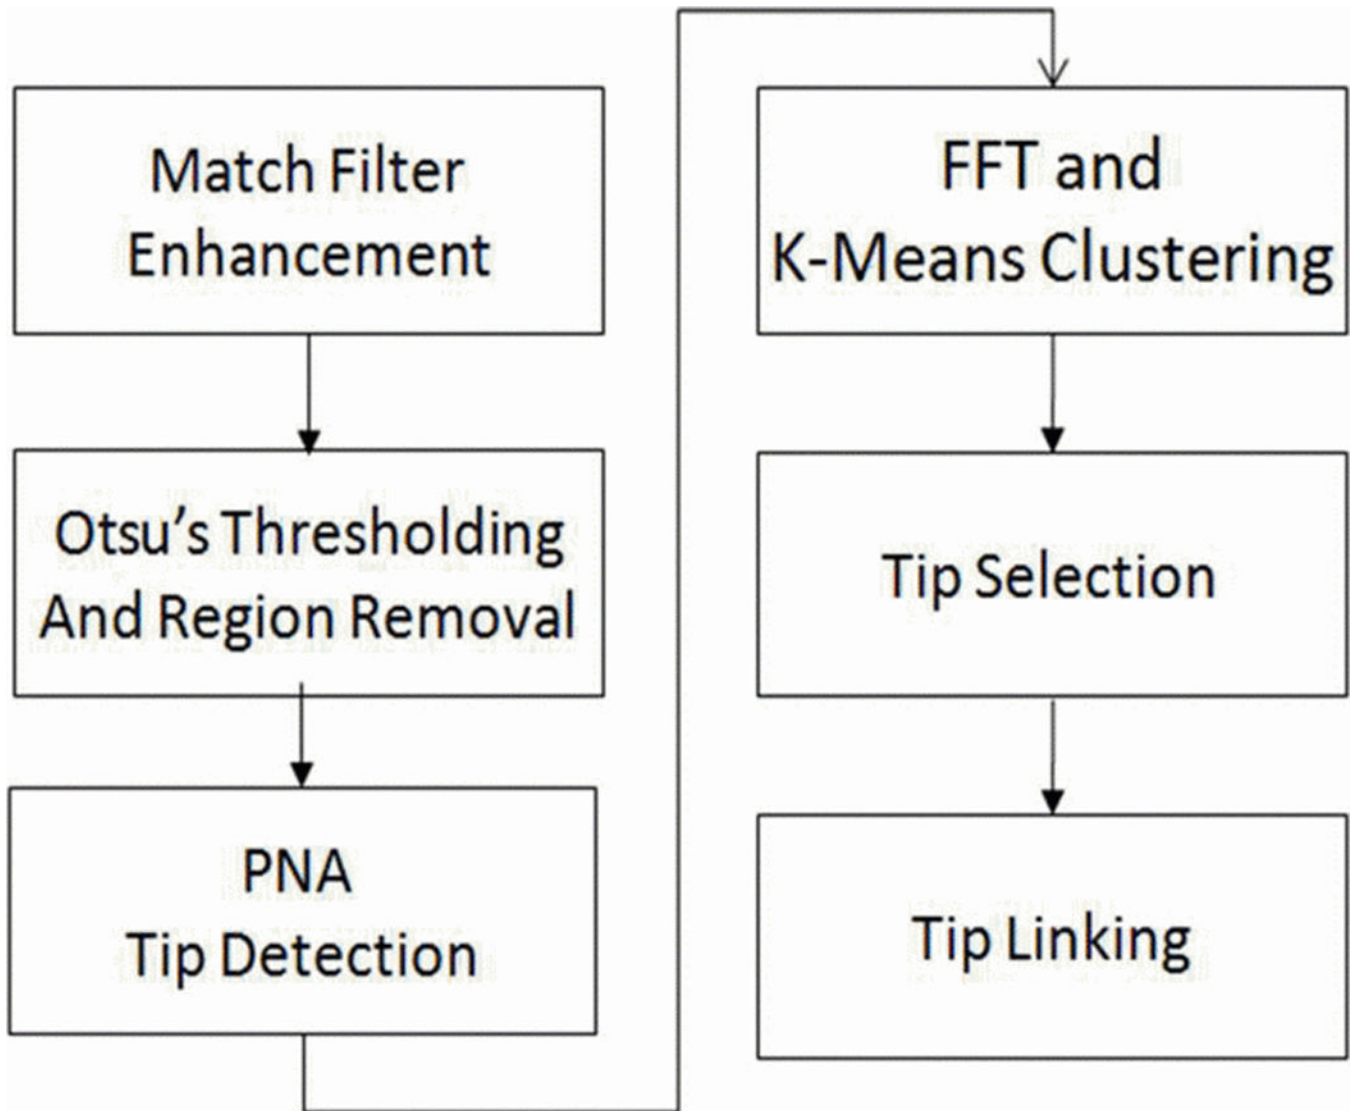 Match Filter
Enhancement
Otsu's Thresholding
And Region Removal
PNA
Tip Detection
FFT and
K-Means Clustering
Tip Selection
Tip Linking